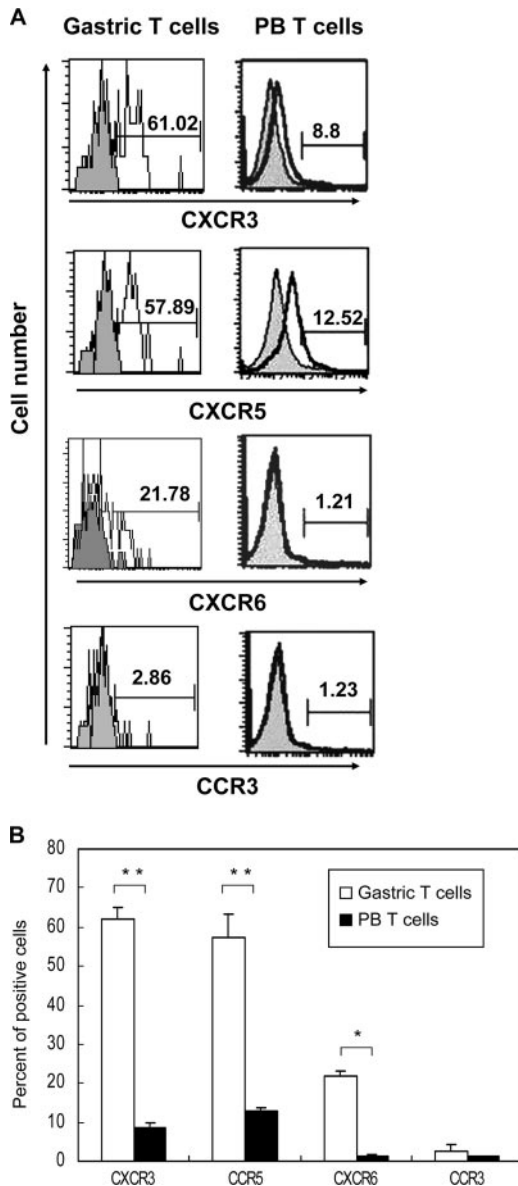 A
Gastric T cells PB T cells
Cell number
61.02 8.8
CXCR3
57.89 12.52
CXCR5
21.78 1.21
CXCR6
2.86 1.23
CCR3
B
Percent of positive cells
80
70
60
50
40
30
20
10
0
* *
* *
*
Gastric T cells
PB T cells
CXCR3 CCR5 CXCR6 CCR3